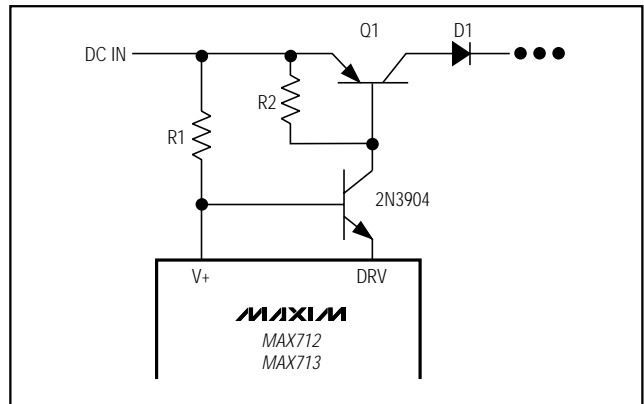 Q1
D1
DC IN
R2
R1
2N3904
V+
DRV
MAXIM
MAX712
MAX713